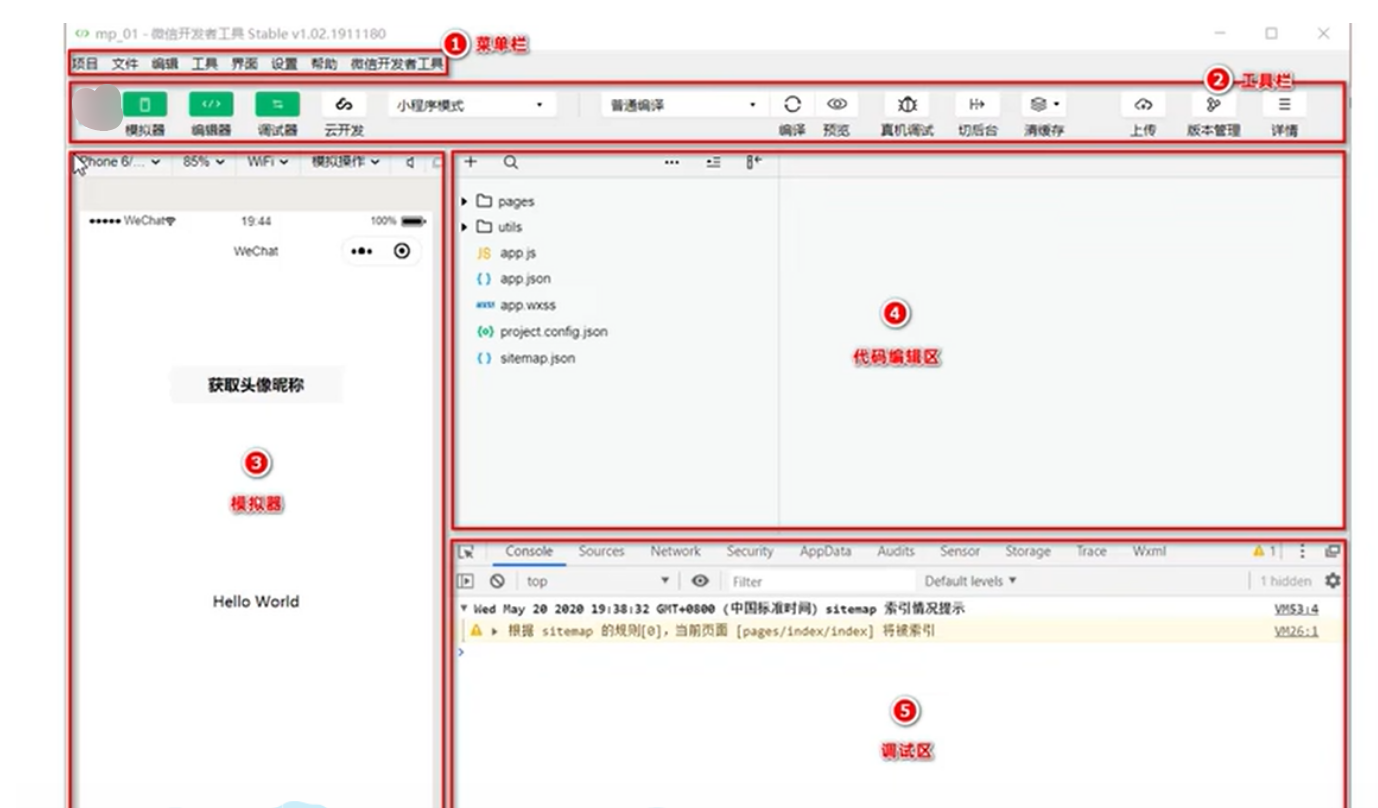 mp_01 - 微信开发者工具 Stable v1.02.1911180
1 菜单栏
项目 文件 编辑 工具 界面 设置 帮助 微信开发者工具
2 工具栏
小程序模式 普通编译
模拟器 编辑器 调试器 云开发 编译 预览 真机调试 切后台 清缓存 上传 版本管理 详情
Phone 6/... 85% WiFi 模拟操作
WeChat 19:44 100%
WeChat
获取头像昵称
3
模拟器
Hello World
pages
utils
JS app.js
{ } app.json
wxss app.wxss
{o} project.config.json
{ } sitemap.json
4
代码编辑区
Console Sources Network Security AppData Audits Sensor Storage Trace Wxml 1
top Filter Default levels 1 hidden
Wed May 20 2020 19:38:32 GMT+0800 (中国标准时间) sitemap 索引情况提示 VM53:4
根据 sitemap 的规则[0]，当前页面 [pages/index/index] 将被索引 VM26:1
5
调试区